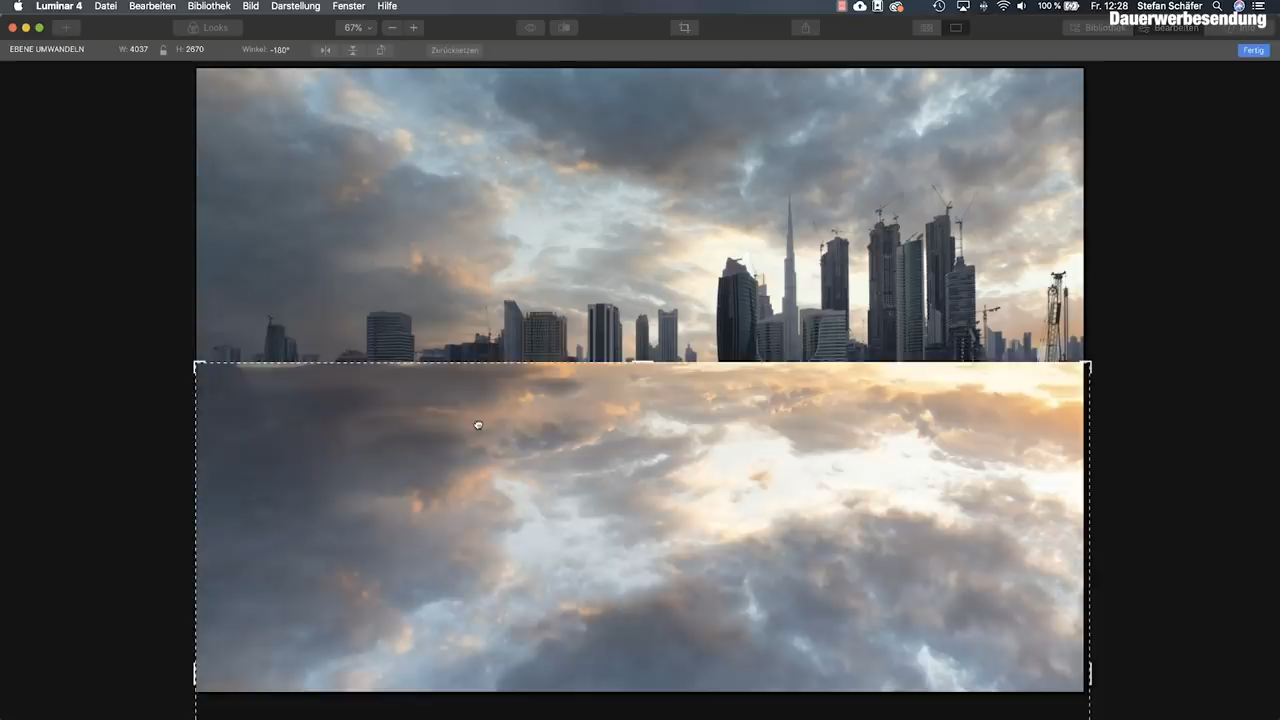 Luminar 4 Datei Bearbeiten Bibliothek Bild Darstellung Fenster Hilfe 100 % Fr. 12:28 Stefan Schäfer
Dauerwerbesendung
Looks 67% Bibliothek Bearbeiten Info
EBENE UMWANDELN W: 4037 H: 2670 Winkel: -180° Zurücksetzen Fertig